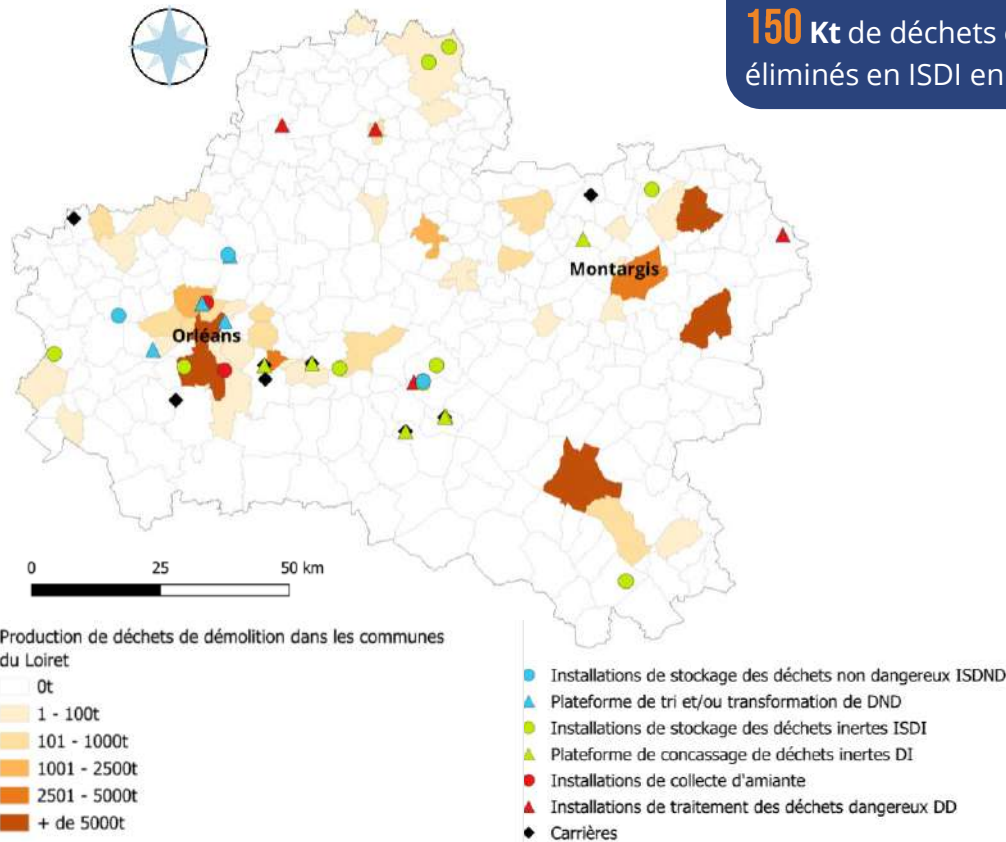 150 Kt de déchets
éliminés en ISDI en
Montargis
Orléans
0 25 50 km
Production de déchets de démolition dans les communes
du Loiret
0t
1 - 100t
101 - 1000t
1001 - 2500t
2501 - 5000t
+ de 5000t
Installations de stockage des déchets non dangereux ISDND
Plateforme de tri et/ou transformation de DND
Installations de stockage des déchets inertes ISDI
Plateforme de concassage de déchets inertes DI
Installations de collecte d'amiante
Installations de traitement des déchets dangereux DD
Carrières